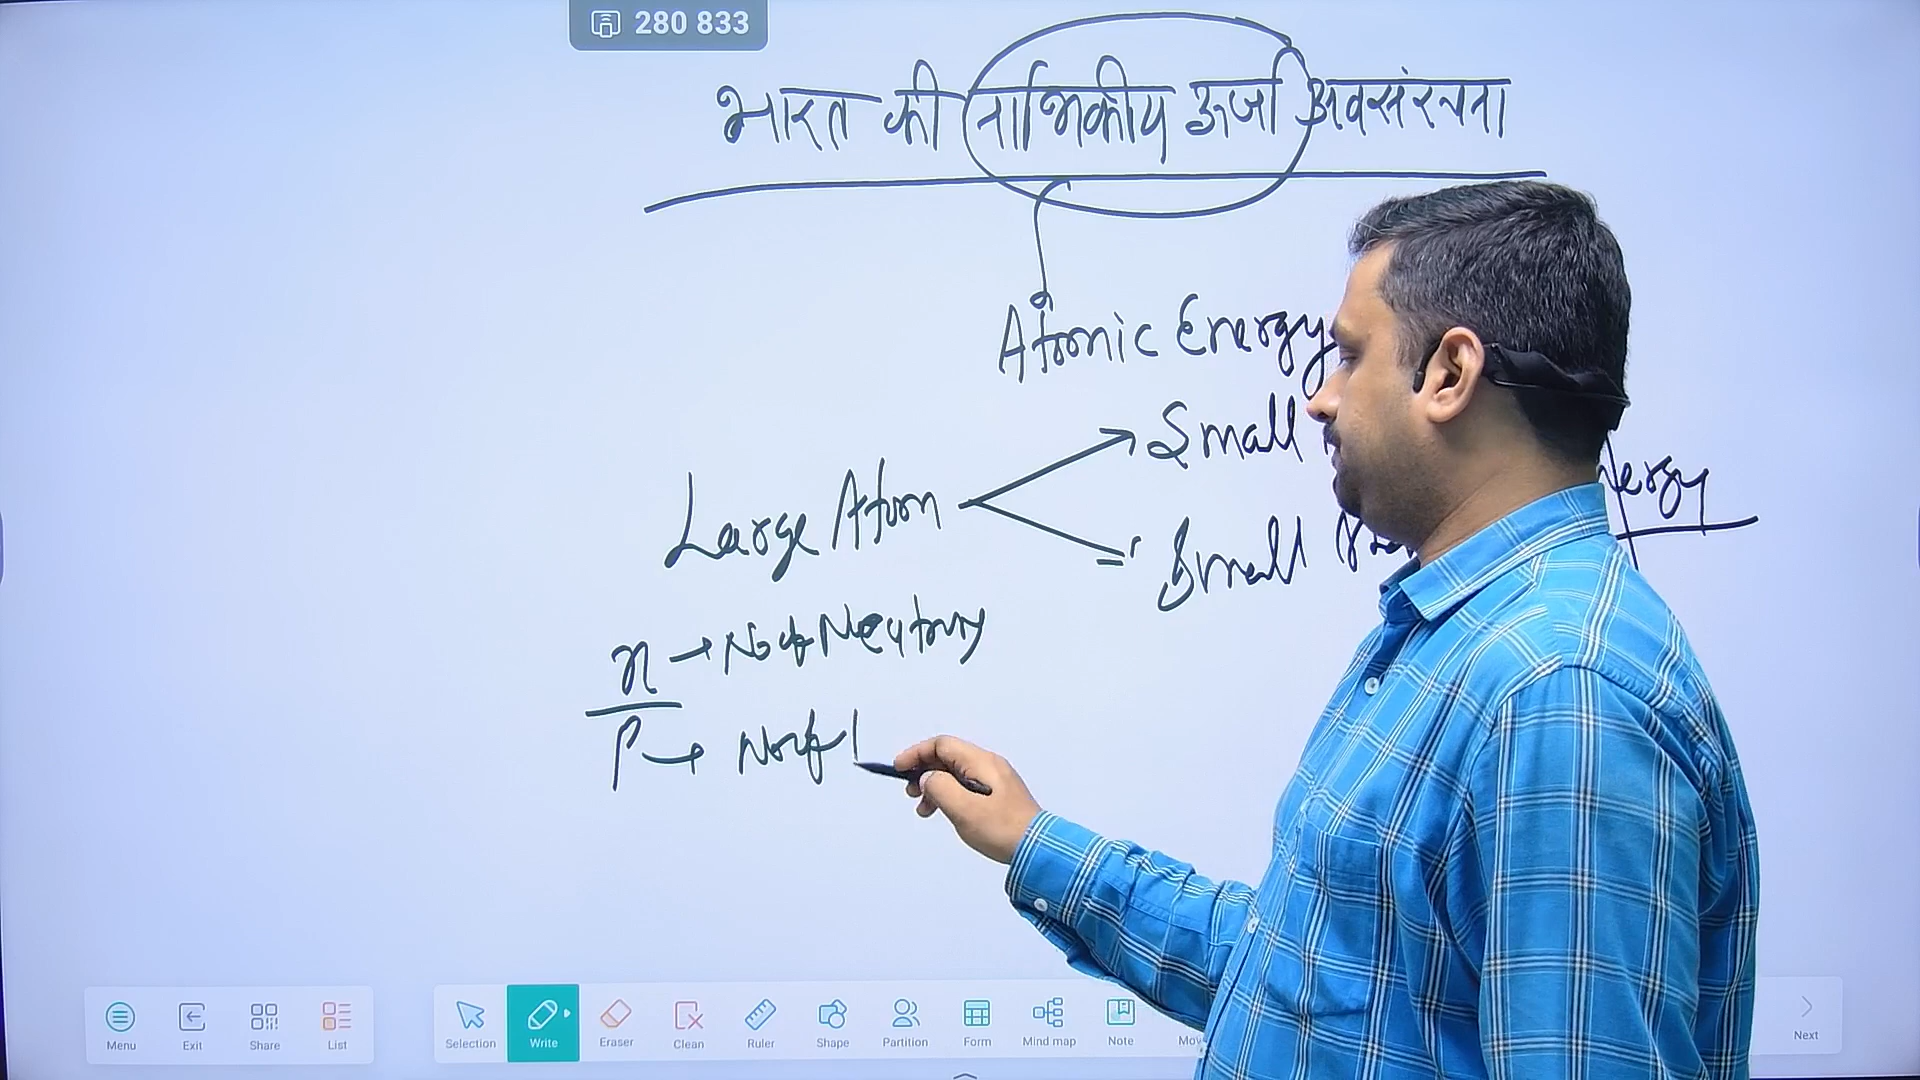 280 833
भारत की नाभिकीय ऊर्जा अवसंरचना
Atomic Energy
Large Atom
Small
Small
n → No of Neutrons
P → No of
Menu Exit Share List Selection Write Eraser Clean Ruler Shape Partition Form Mind map Note Next